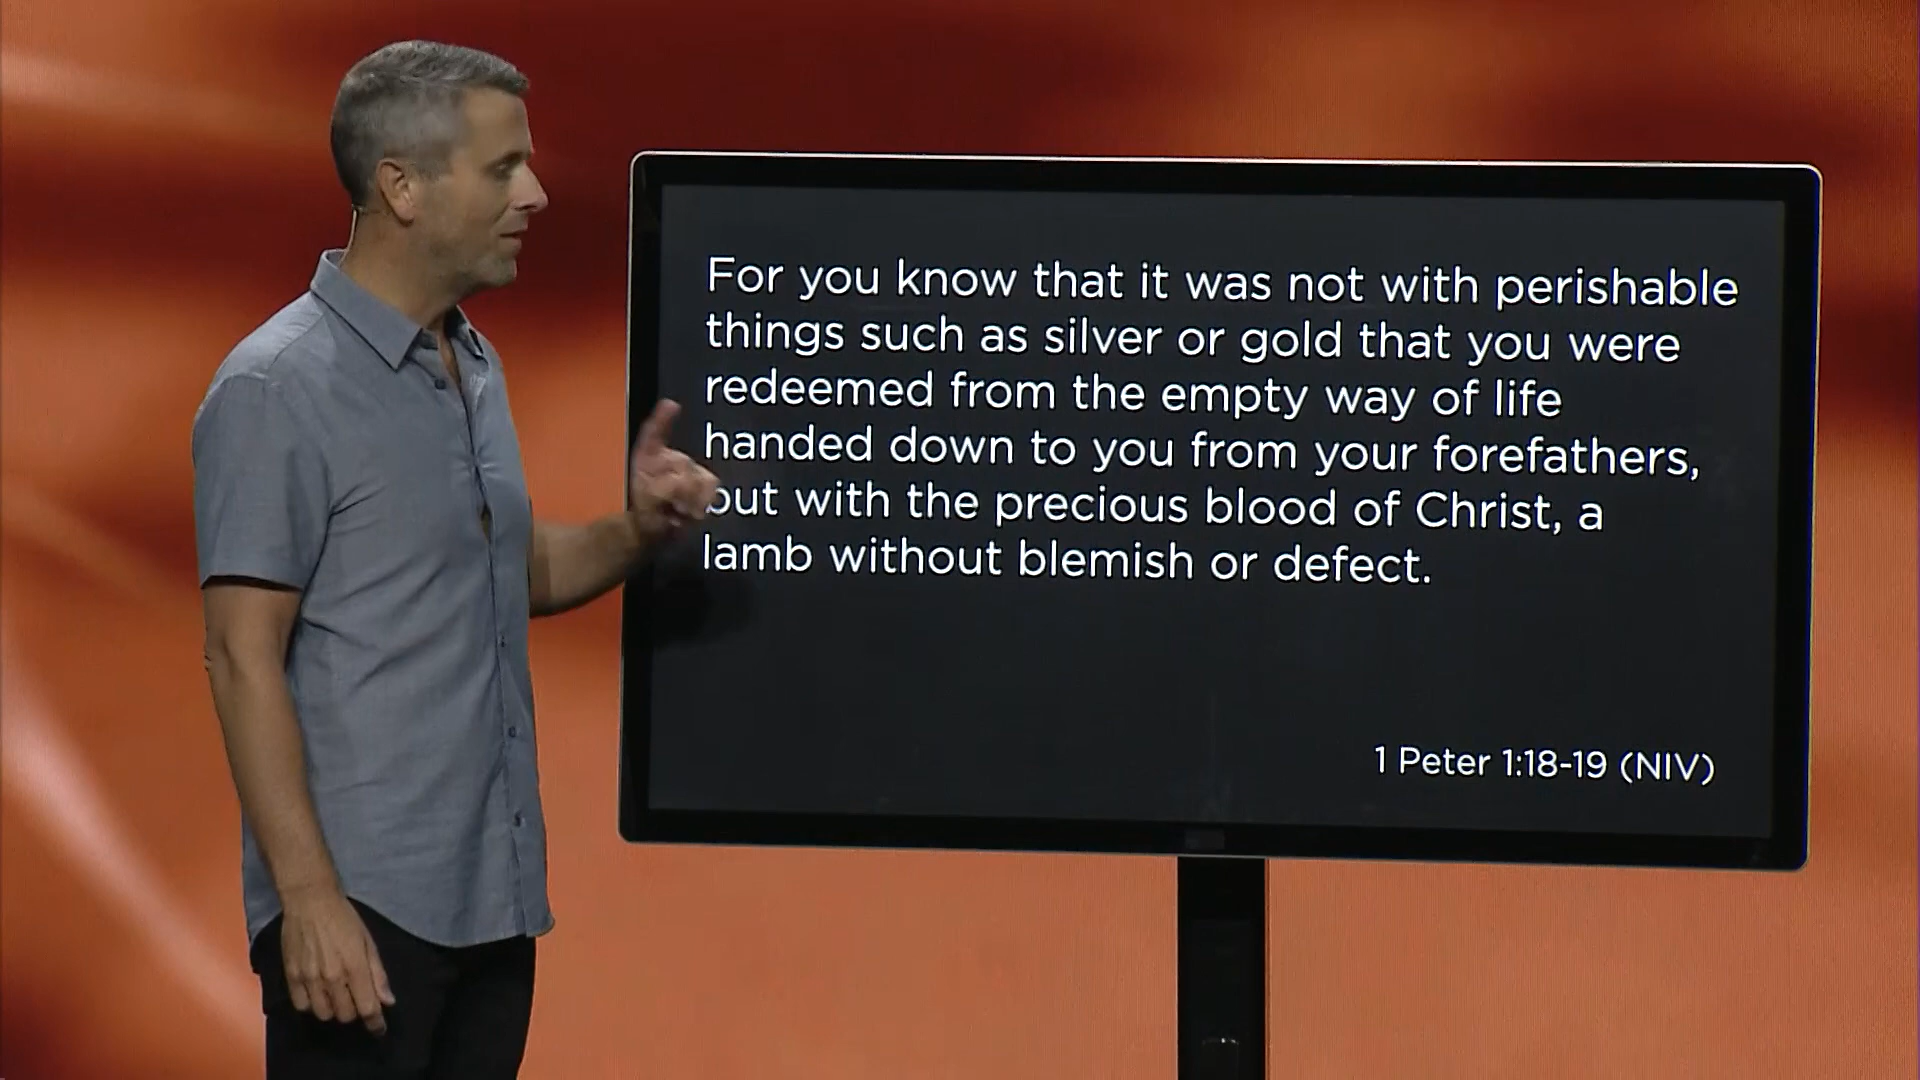 For you know that it was not with perishable
things such as silver or gold that you were
redeemed from the empty way of life
handed down to you from your forefathers,
but with the precious blood of Christ, a
lamb without blemish or defect.
1 Peter 1:18-19 (NIV)